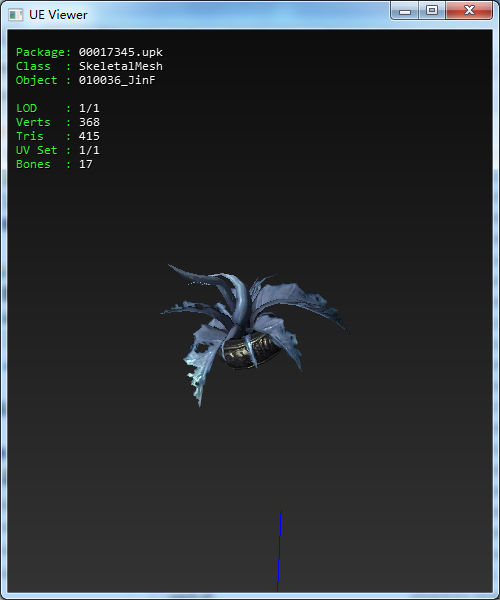 UE Viewer
Package: 00017345.upk
Class  : SkeletalMesh
Object : 010036_JinF
LOD    : 1/1
Verts  : 368
Tris   : 415
UV Set : 1/1
Bones  : 17